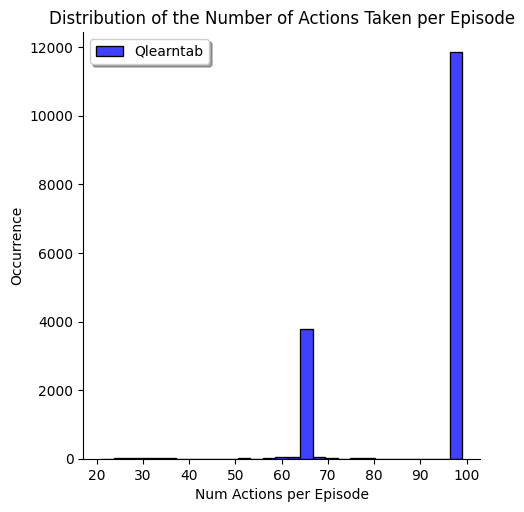 Distribution of the Number of Actions Taken per Episode
Qlearntab
12000
10000
8000
6000
4000
2000
0
Occurrence
20 30 40 50 60 70 80 90 100
Num Actions per Episode